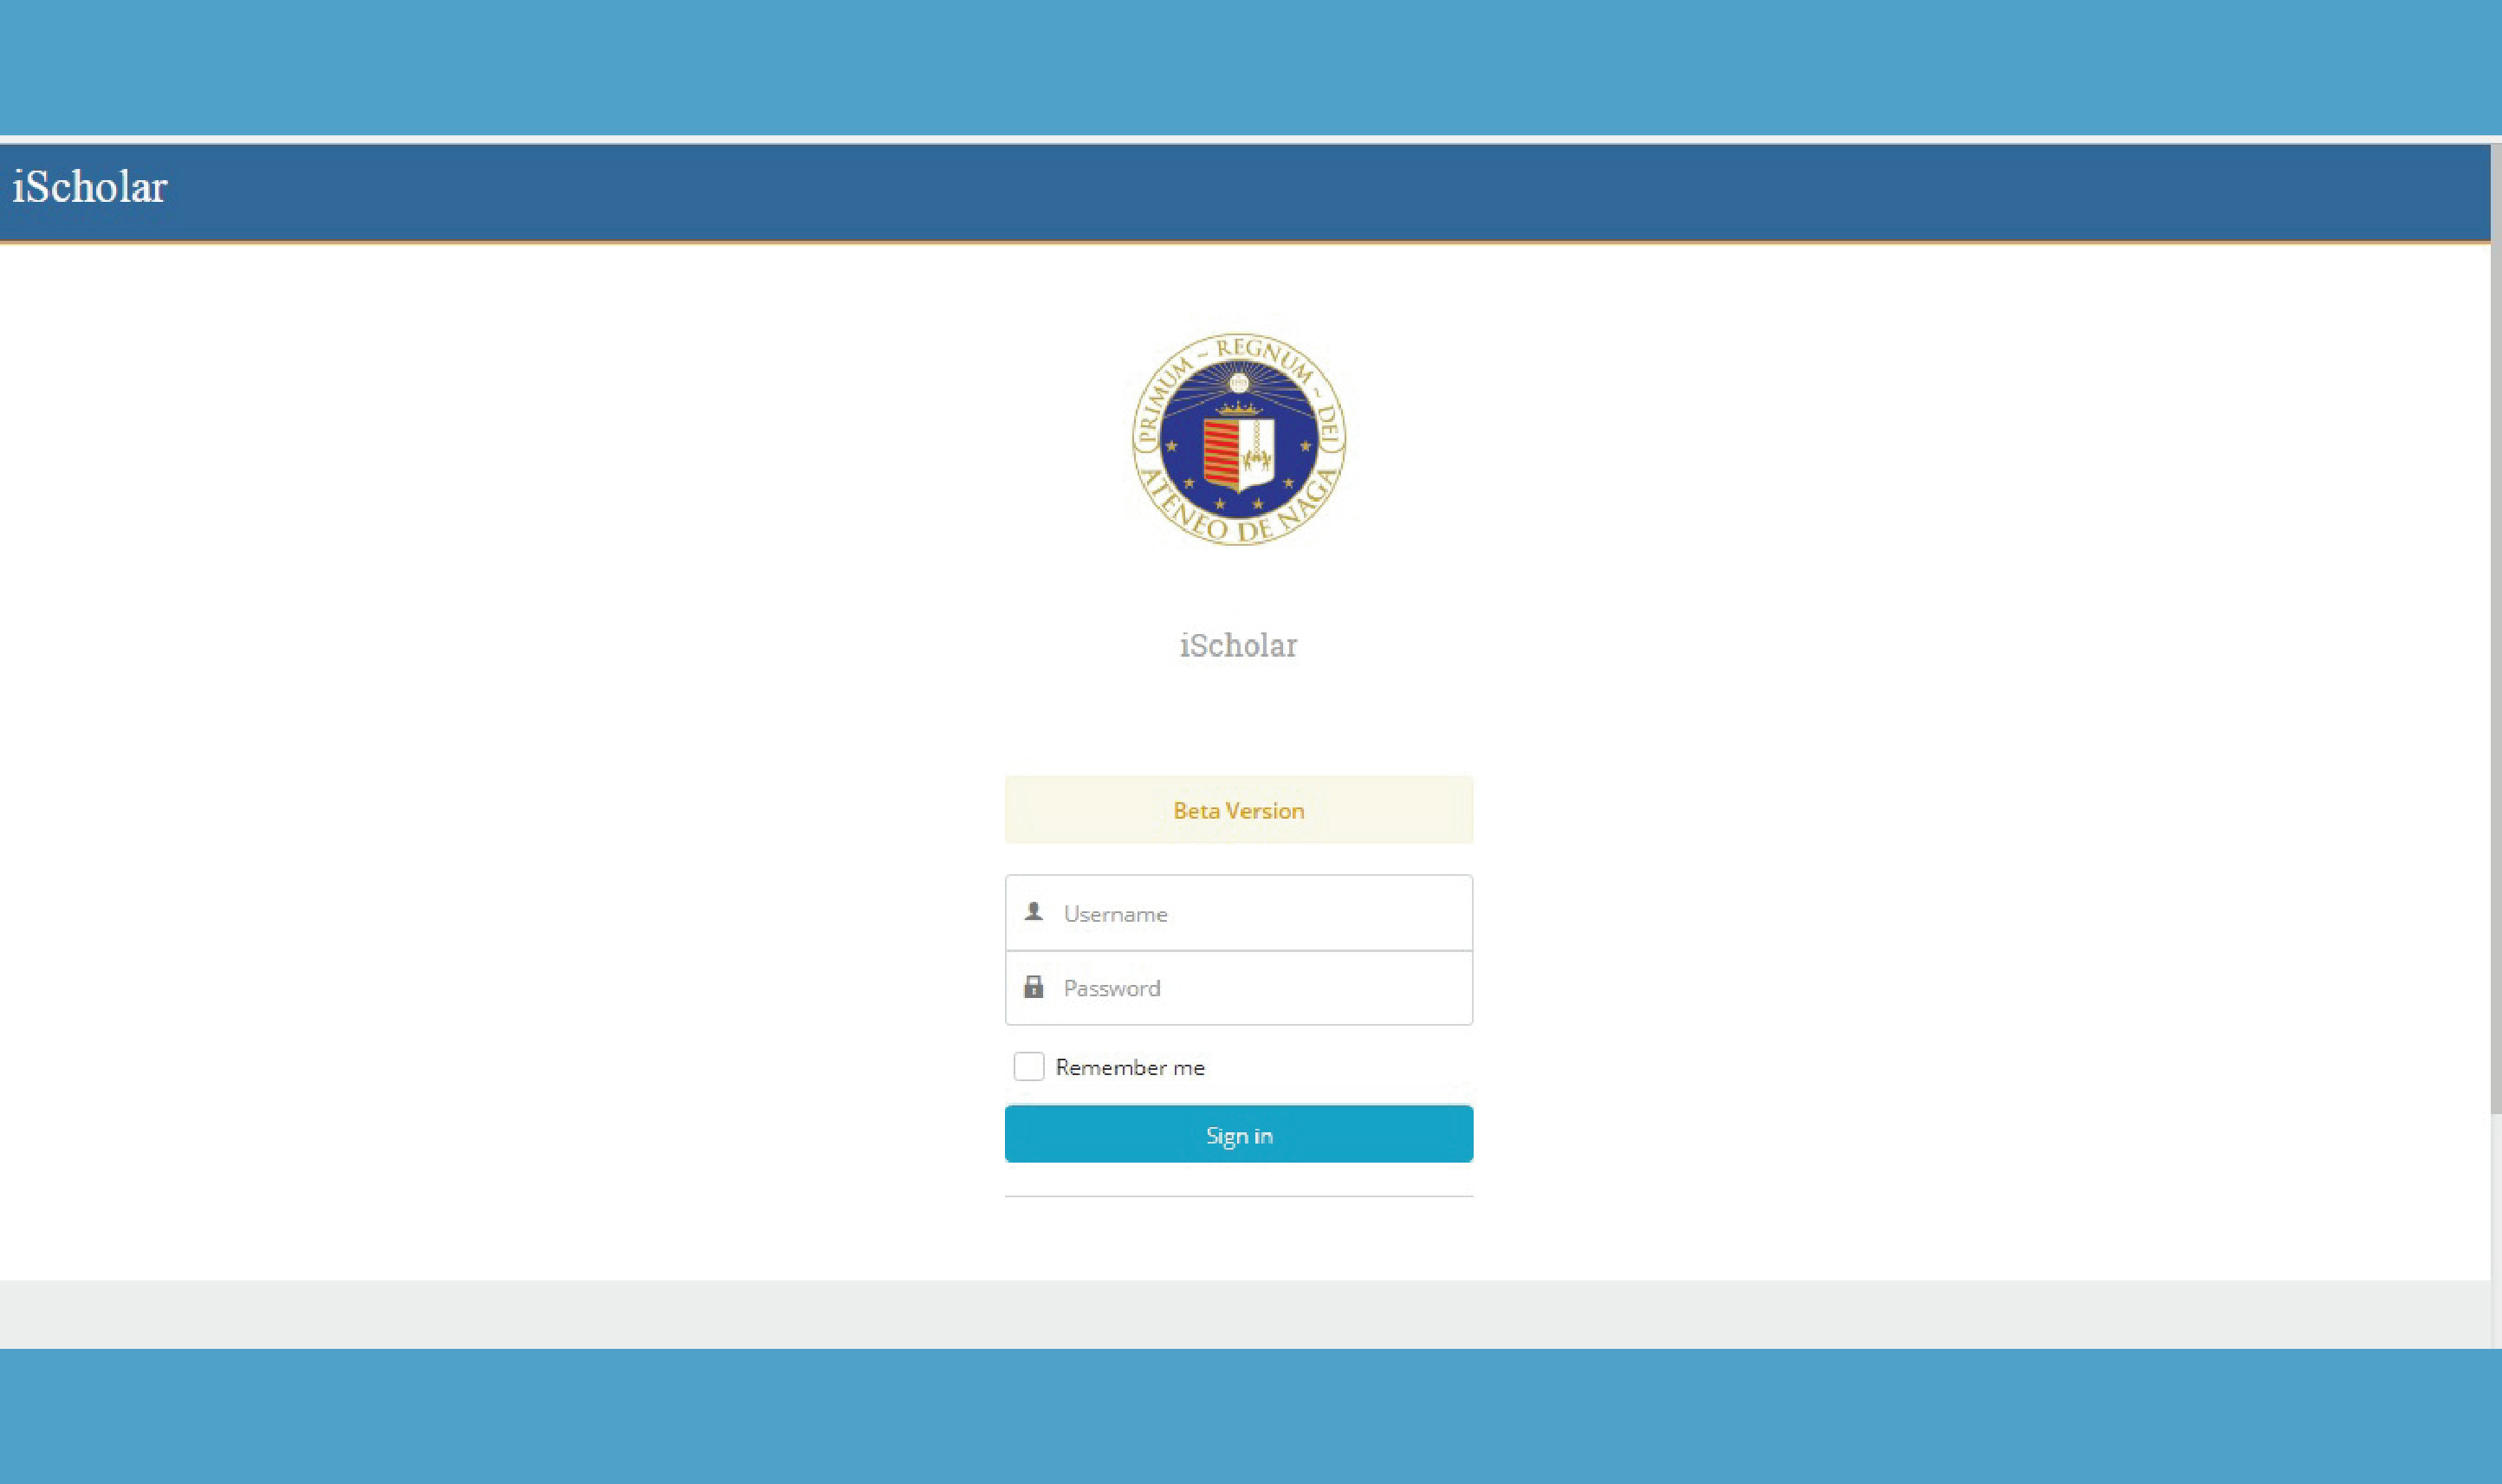 iScholar
PRIMUM ~ REGNUM ~ DEI
ATENEO DE NAGA
iScholar
Beta Version
Username
Password
Remember me
Sign in